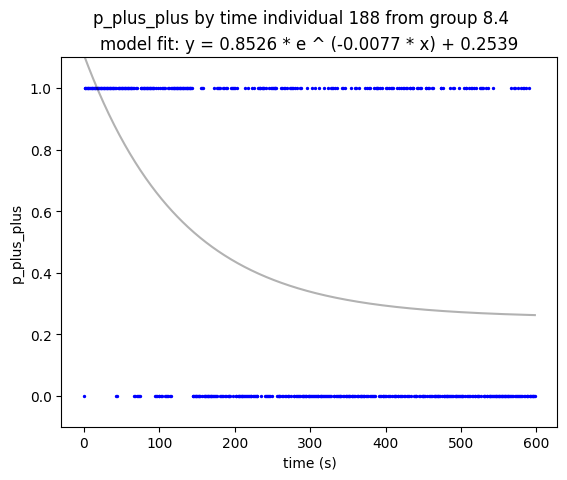 p_plus_plus by time individual 188 from group 8.4
model fit: y = 0.8526 * e ^ (-0.0077 * x) + 0.2539
1.0
0.8
0.6
0.4
0.2
0.0
p_plus_plus
0 100 200 300 400 500 600
time (s)